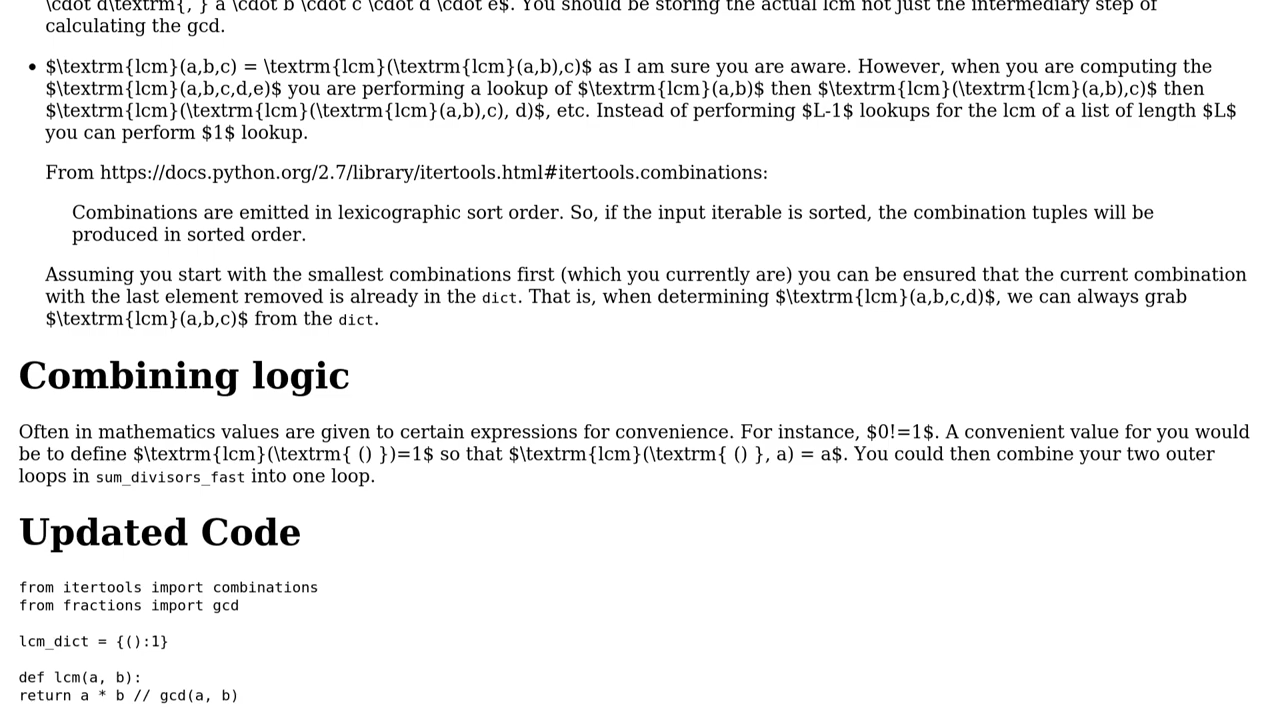 \cdot d\textrm{, } a \cdot b \cdot c \cdot d \cdot e$. You should be storing the actual lcm not just the intermediary step of
calculating the gcd.
• $\textrm{lcm}(a,b,c) = \textrm{lcm}(\textrm{lcm}(a,b),c)$ as I am sure you are aware. However, when you are computing the
$\textrm{lcm}(a,b,c,d,e)$ you are performing a lookup of $\textrm{lcm}(a,b)$ then $\textrm{lcm}(\textrm{lcm}(a,b),c)$ then
$\textrm{lcm}(\textrm{lcm}(\textrm{lcm}(a,b),c), d)$, etc. Instead of performing $L-1$ lookups for the lcm of a list of length $L$
you can perform $1$ lookup.
From https://docs.python.org/2.7/library/itertools.html#itertools.combinations:
Combinations are emitted in lexicographic sort order. So, if the input iterable is sorted, the combination tuples will be
produced in sorted order.
Assuming you start with the smallest combinations first (which you currently are) you can be ensured that the current combination
with the last element removed is already in the dict. That is, when determining $\textrm{lcm}(a,b,c,d)$, we can always grab
$\textrm{lcm}(a,b,c)$ from the dict.
Combining logic
Often in mathematics values are given to certain expressions for convenience. For instance, $0!=1$. A convenient value for you would
be to define $\textrm{lcm}(\textrm{ () })=1$ so that $\textrm{lcm}(\textrm{ () }, a) = a$. You could then combine your two outer
loops in sum_divisors_fast into one loop.
Updated Code
from itertools import combinations
from fractions import gcd
lcm_dict = {():1}
def lcm(a, b):
return a * b // gcd(a, b)